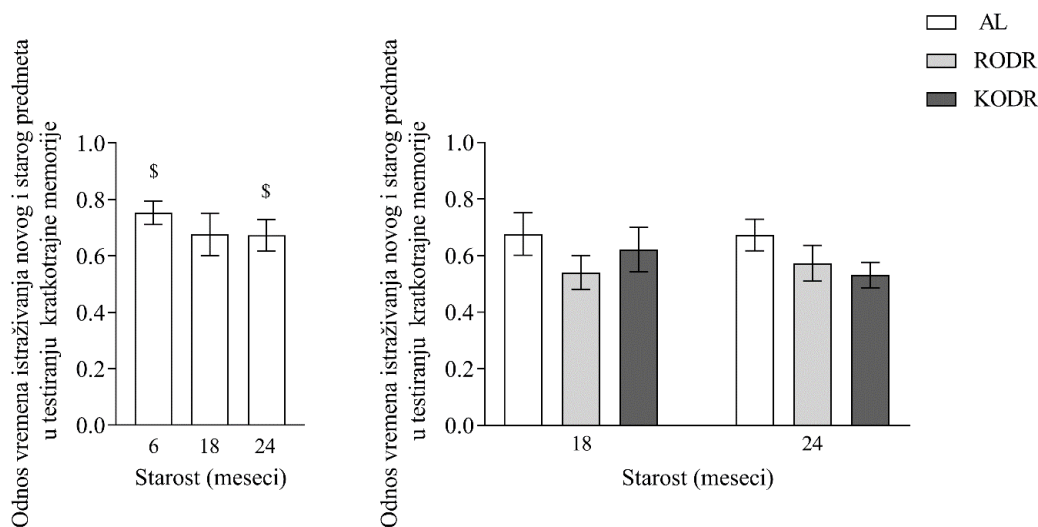 Odnos vremena istraživanja novog i starog predmeta
u testiranju kratkotrajne memorije
1.0
0.8
0.6
0.4
0.2
0.0
$
$
6 18 24
Starost (meseci)
Odnos vremena istraživanja novog i starog predmeta
u testiranju kratkotrajne memorije
1.0
0.8
0.6
0.4
0.2
0.0
18 24
Starost (meseci)
AL
RODR
KODR